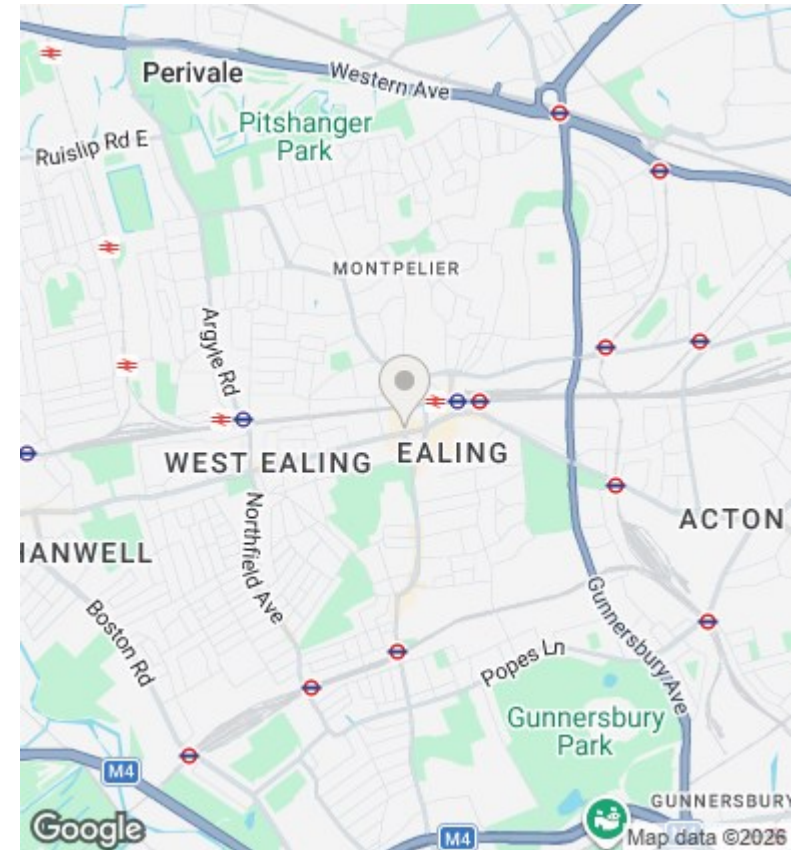 Perivale
Western Ave
Pitshanger
Park
Ruislip Rd E
MONTPELIER
Argyle Rd
WEST EALING
EALING
ACTON
HANWELL
Northfield Ave
Boston Rd
Gunnersbury Ave
Popes Ln
Gunnersbury
Park
M4
GUNNERSBURY
M4
Google
Map data ©2026